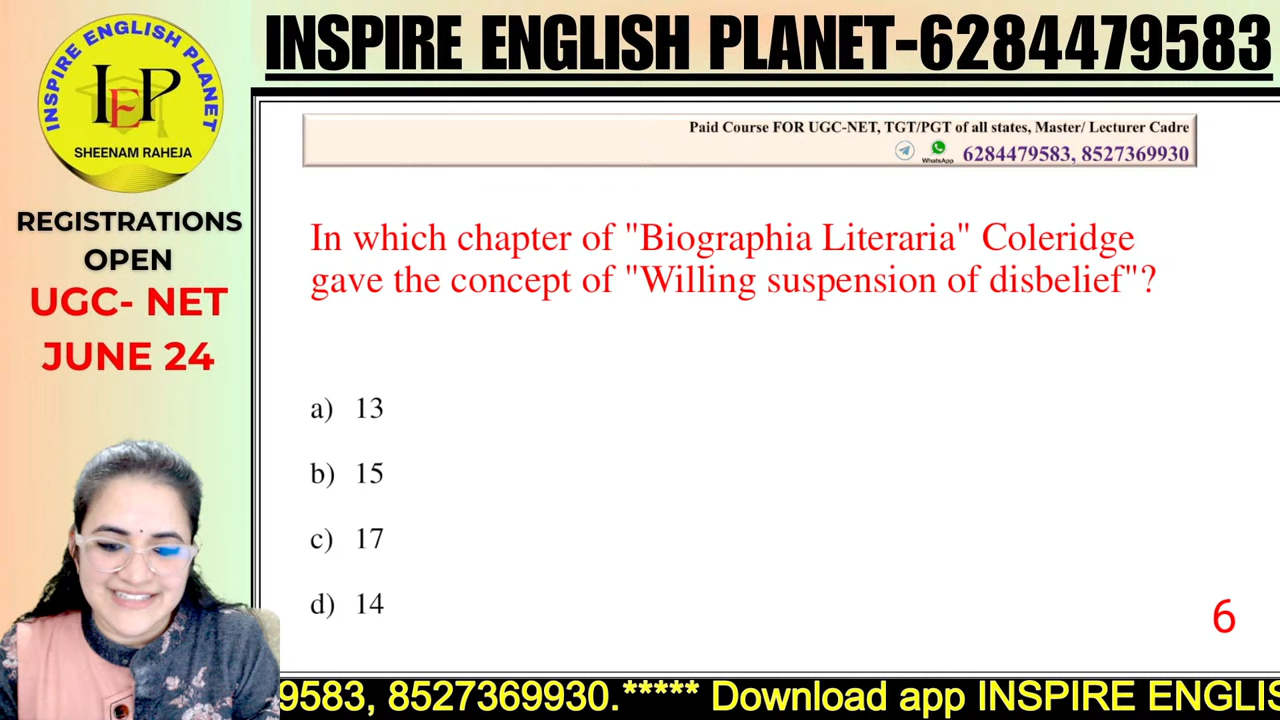 INSPIRE ENGLISH PLANET
IEP
SHEENAM RAHEJA
REGISTRATIONS
OPEN
UGC- NET
JUNE 24
INSPIRE ENGLISH PLANET-6284479583
Paid Course FOR UGC-NET, TGT/PGT of all states, Master/ Lecturer Cadre
WhatsApp 6284479583, 8527369930
In which chapter of "Biographia Literaria" Coleridge
gave the concept of "Willing suspension of disbelief"?
a) 13
b) 15
c) 17
d) 14
6
9583, 8527369930.***** Download app INSPIRE ENGLIS